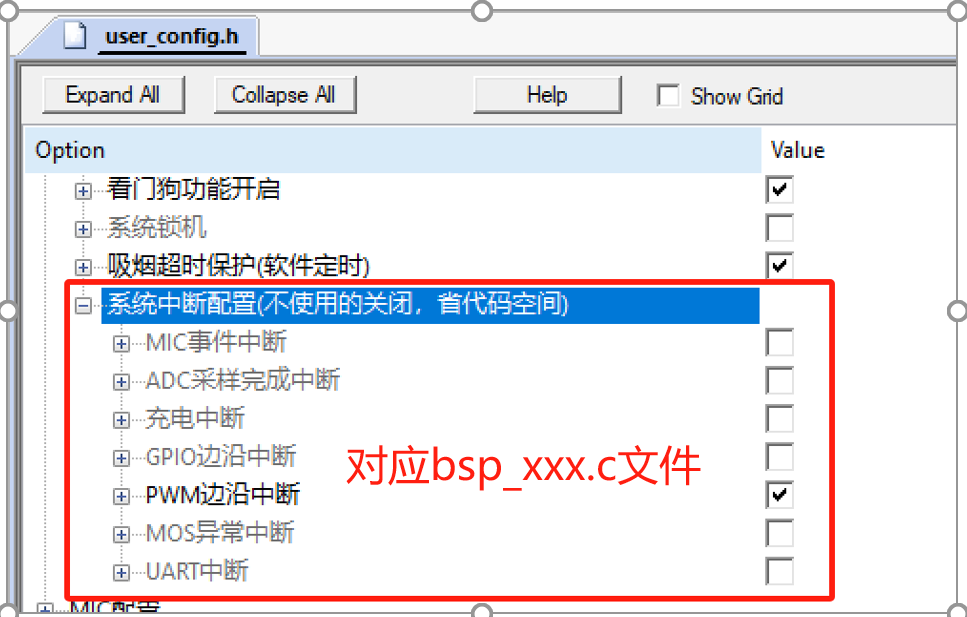 user_config.h
Expand All
Collapse All
Help
Show Grid
Option
Value
看门狗功能开启
系统锁机
吸烟超时保护(软件定时)
系统中断配置(不使用的关闭，省代码空间)
MIC事件中断
ADC采样完成中断
充电中断
GPIO边沿中断
对应bsp_xxx.c文件
PWM边沿中断
MOS异常中断
UART中断
MIC配置